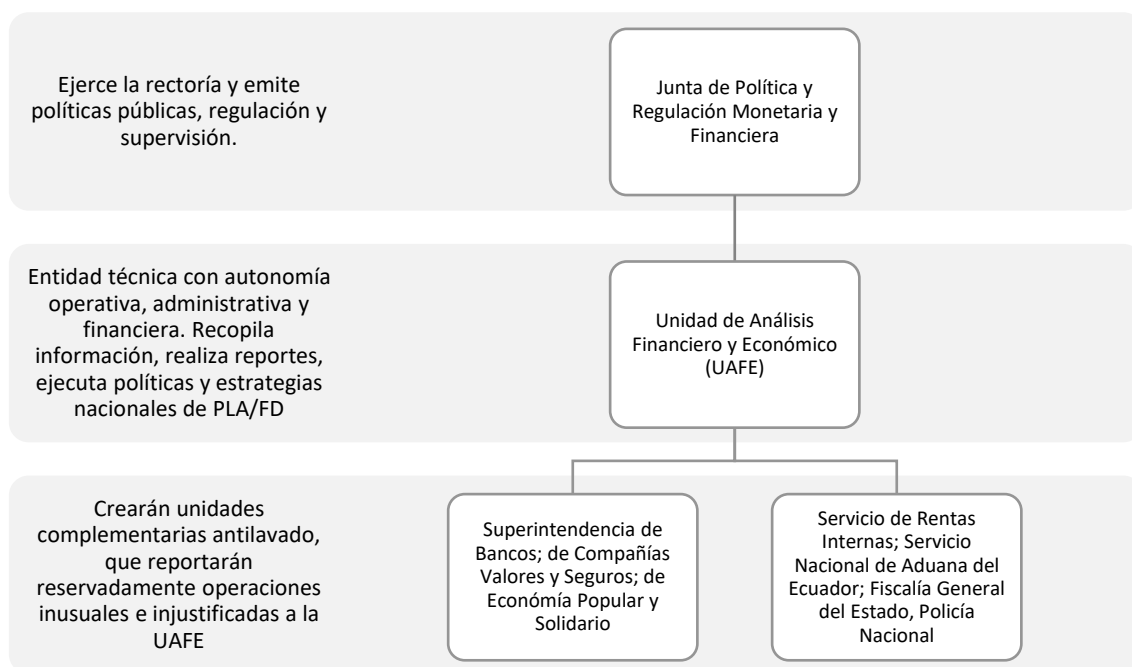 Ejerce la rectoría y emite
políticas públicas, regulación y
supervisión.
Junta de Política y
Regulación Monetaria y
Financiera
Entidad técnica con autonomía
operativa, administrativa y
financiera. Recopila
información, realiza reportes,
ejecuta políticas y estrategias
nacionales de PLA/FD
Unidad de Análisis
Financiero y Económico
(UAFE)
Crearán unidades
complementarias antilavado,
que reportarán
reservadamente operaciones
inusuales e injustificadas a la
UAFE
Superintendencia de
Bancos; de Compañías
Valores y Seguros; de
Económía Popular y
Solidario
Servicio de Rentas
Internas; Servicio
Nacional de Aduana del
Ecuador; Fiscalía General
del Estado, Policía
Nacional